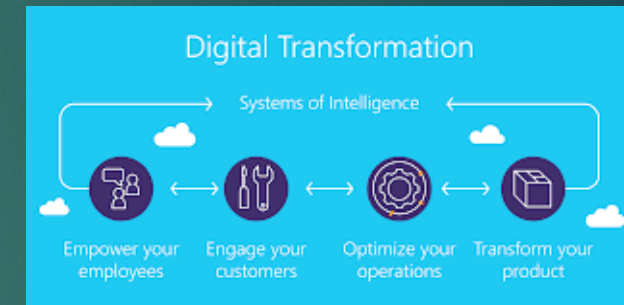 Digital Transformation
Systems of Intelligence
Empower your
employees
Engage your
customers
Optimize your
operations
Transform your
product